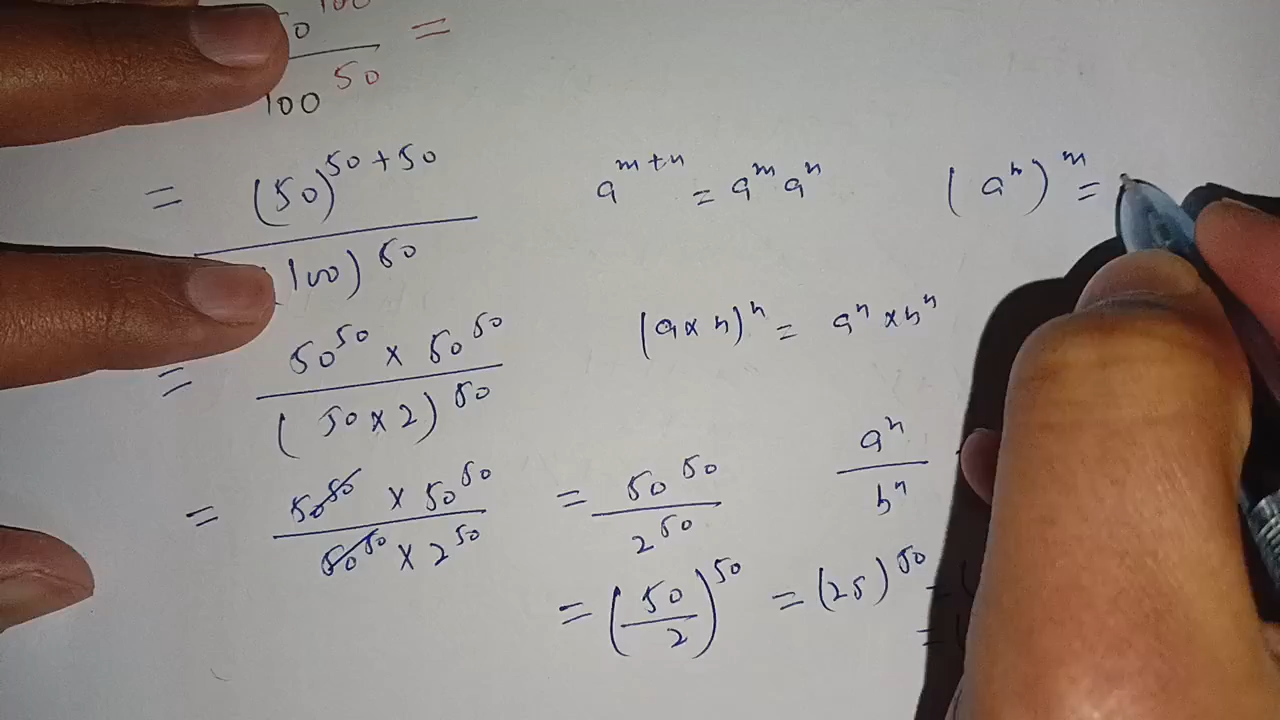 50^100 / 100^50 =
= (50)^(50+50) / (100)^50
a^(m+n) = a^m a^n
(a^n)^m =
= 50^50 x 50^50 / (50x2)^50
(a x b)^n = a^n x b^n
= 50^50 x 50^50 / 50^50 x 2^50
= 50^50 / 2^50
a^n / b^n
= (50/2)^50 = (25)^50 = (
= (